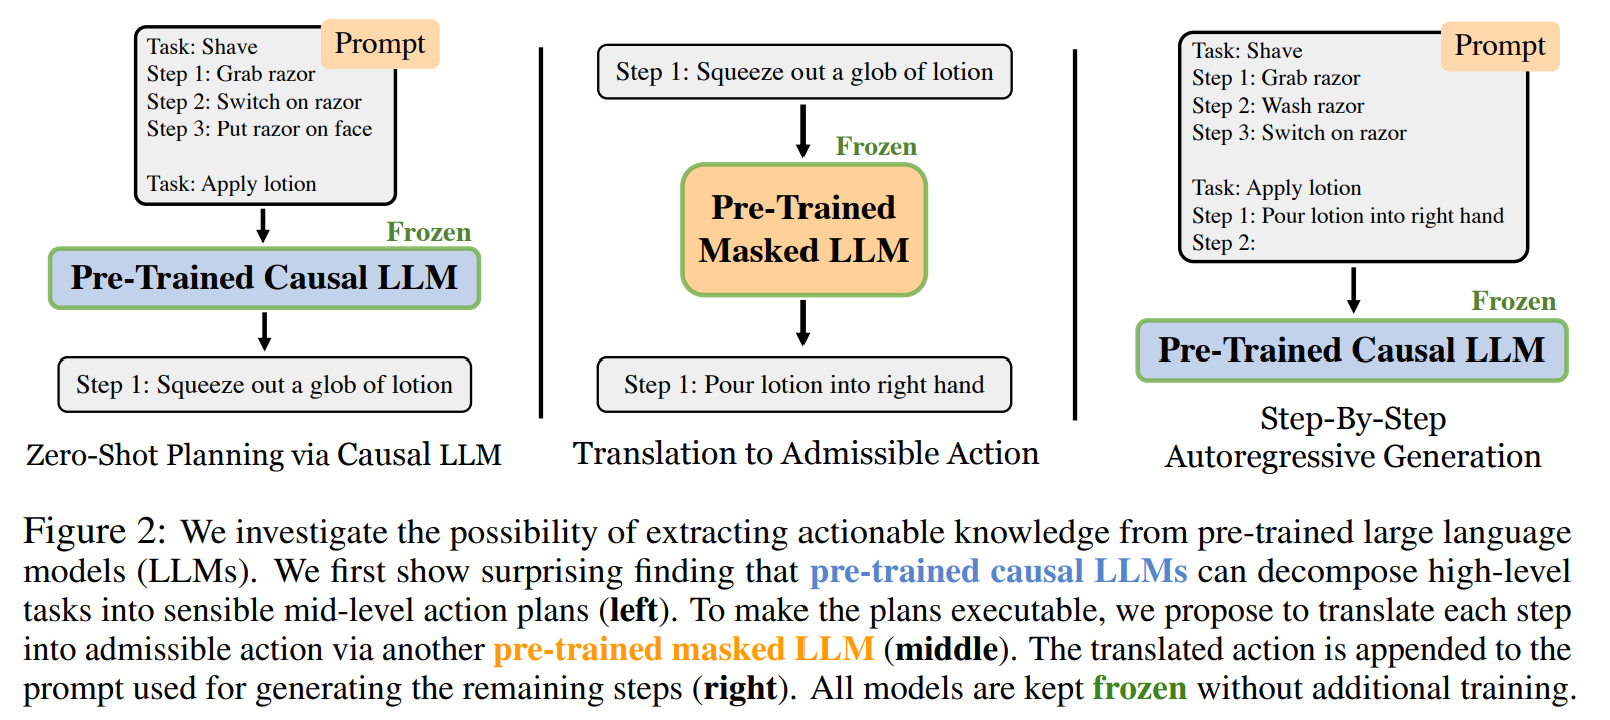 Prompt
Task: Shave
Step 1: Grab razor
Step 2: Switch on razor
Step 3: Put razor on face
Task: Apply lotion
Frozen
Pre-Trained Causal LLM
Step 1: Squeeze out a glob of lotion
Zero-Shot Planning via Causal LLM
Step 1: Squeeze out a glob of lotion
Frozen
Pre-Trained
Masked LLM
Step 1: Pour lotion into right hand
Translation to Admissible Action
Prompt
Task: Shave
Step 1: Grab razor
Step 2: Wash razor
Step 3: Switch on razor
Task: Apply lotion
Step 1: Pour lotion into right hand
Step 2:
Frozen
Pre-Trained Causal LLM
Step-By-Step
Autoregressive Generation
Figure 2: We investigate the possibility of extracting actionable knowledge from pre-trained large language
models (LLMs). We first show surprising finding that pre-trained causal LLMs can decompose high-level
tasks into sensible mid-level action plans (left). To make the plans executable, we propose to translate each step
into admissible action via another pre-trained masked LLM (middle). The translated action is appended to the
prompt used for generating the remaining steps (right). All models are kept frozen without additional training.